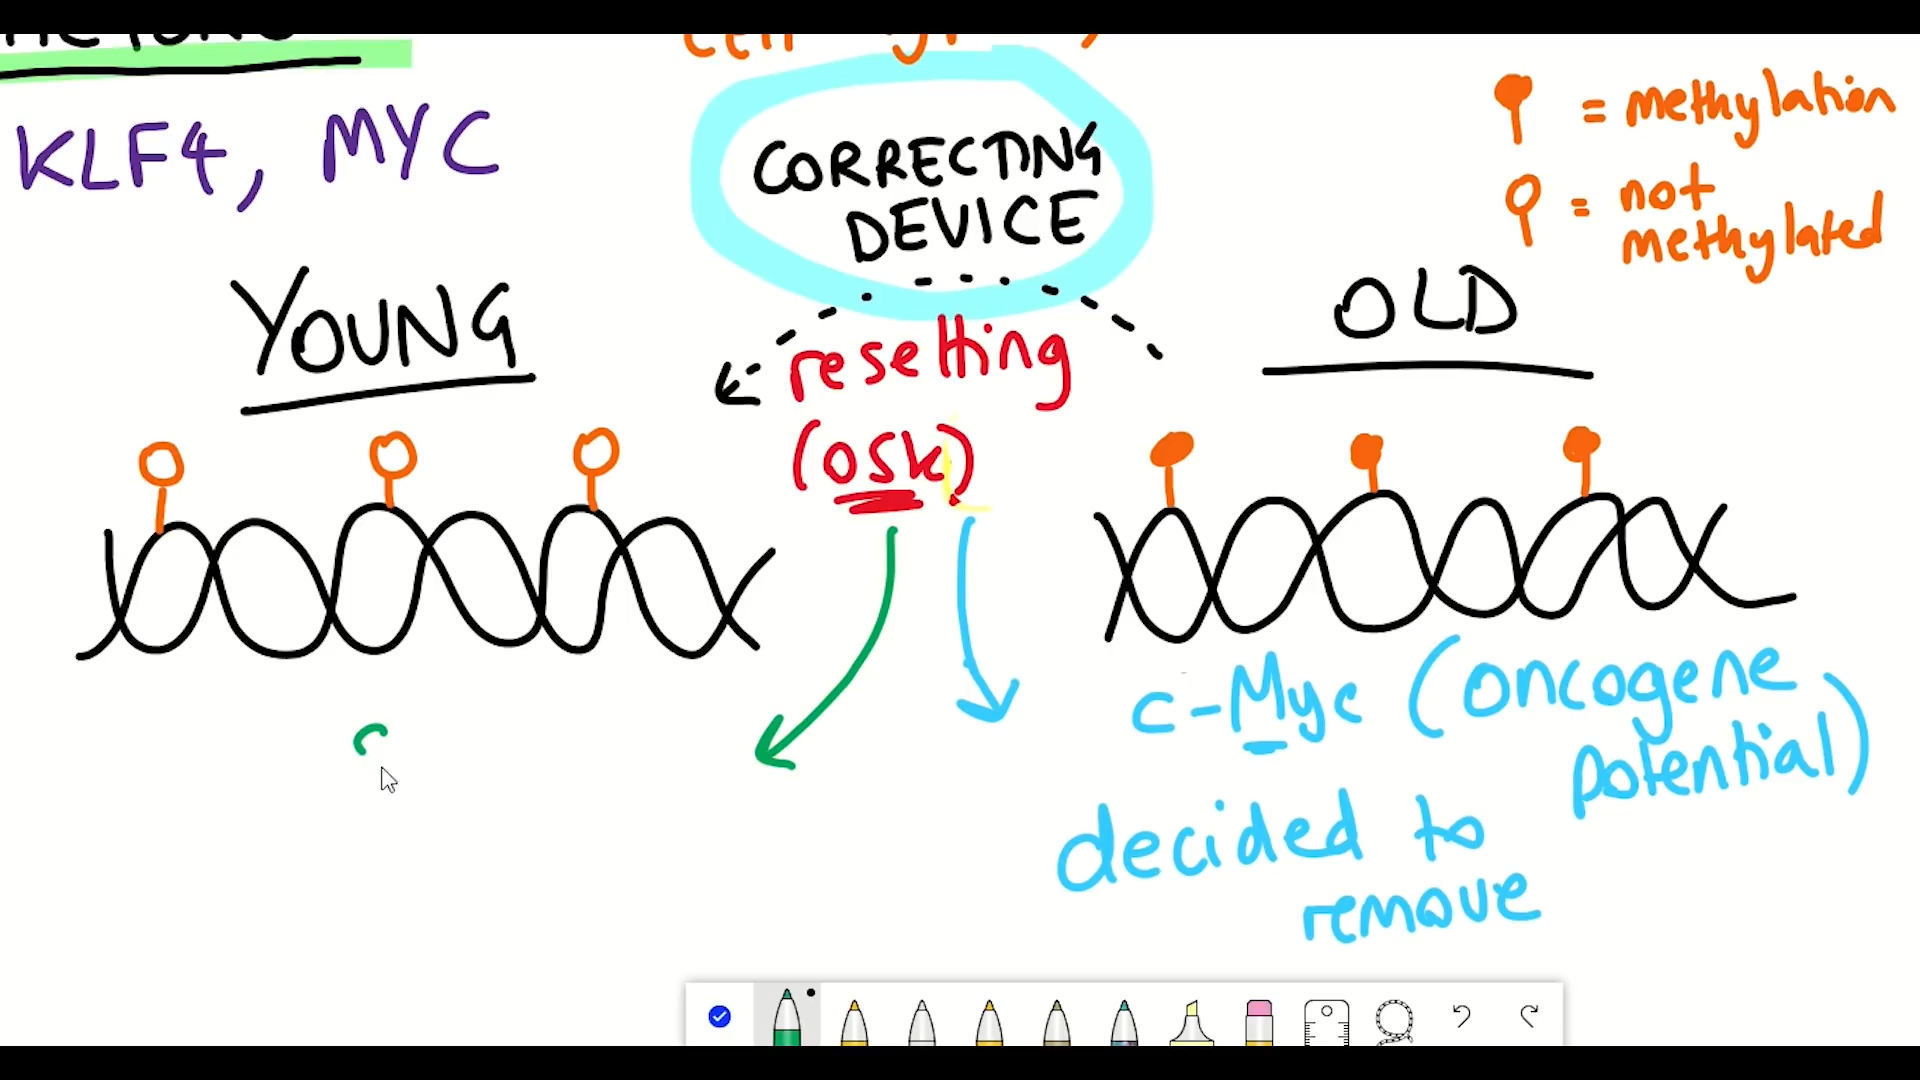 KLF4, MYC
CORRECTING
DEVICE
= methylation
= not
methylated
YOUNG
resetting
(OSK)
OLD
c-Myc (oncogene
potential)
decided to
remove